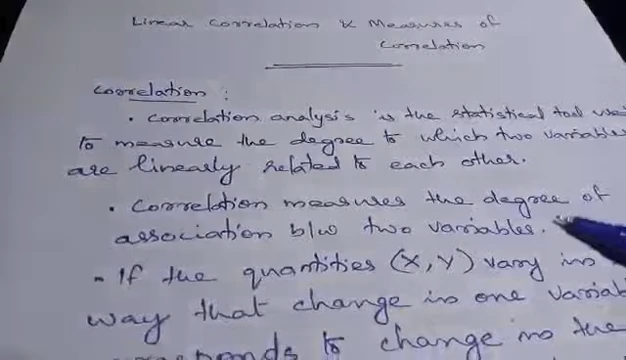 Linear Correlation & Measures of
Correlation
Correlation :
• Correlation analysis is the statistical tool used
to measure the degree to which two variables
are linearly related to each other.
• Correlation measures the degree of
association b/w two variables.
- If the quantities (X, Y) vary in
way that change in one variab
to change in the